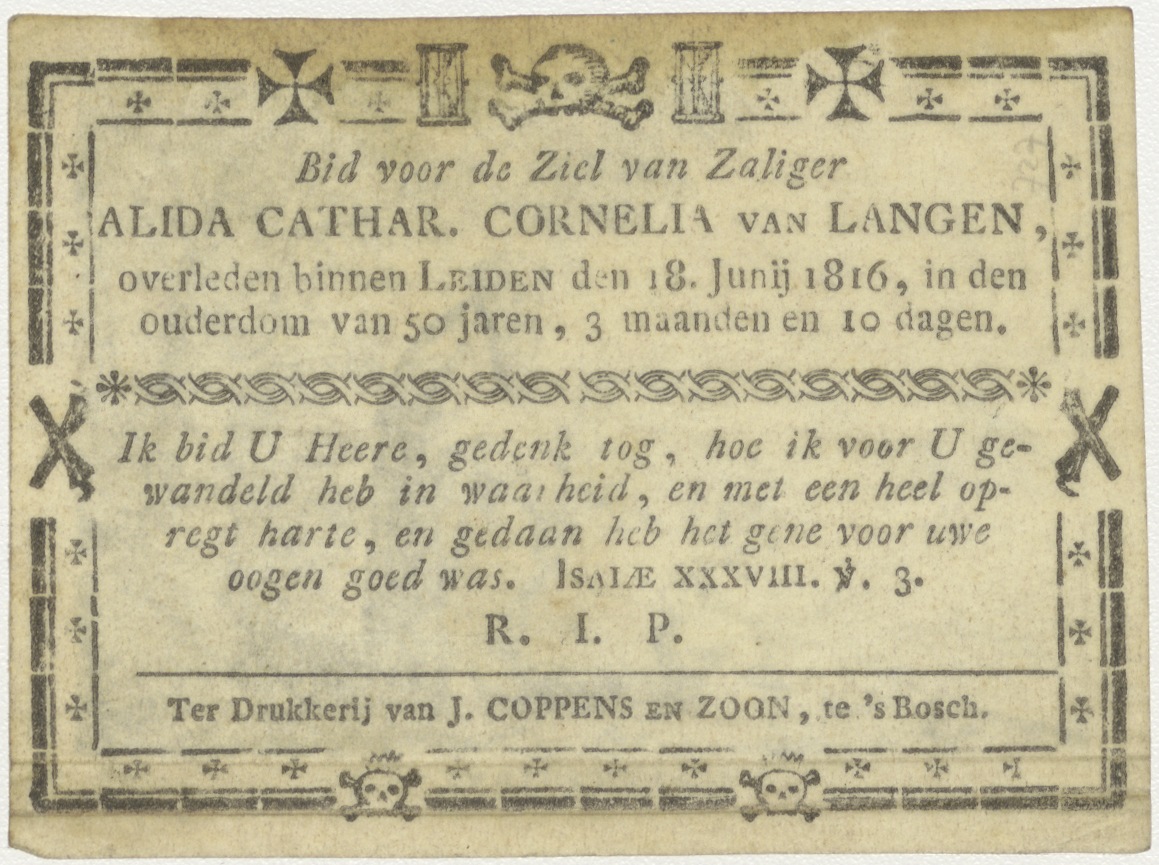 Bid voor de Ziel van Zaliger
ALIDA CATHAR. CORNELIA VAN LANGEN,
overleden binnen LEIDEN den 18. Junij 1816, in den
ouderdom van 50 jaren, 3 maanden en 10 dagen.
Ik bid U Heere, gedenk tog, hoe ik voor U ge-
wandeld heb in waarheid, en met een heel op-
regt harte, en gedaan heb het gene voor uwe
oogen goed was. ISAIÆ XXXVIII. ℣. 3.
R. I. P.
Ter Drukkerij van J. COPPENS EN ZOON, te 's Bosch.